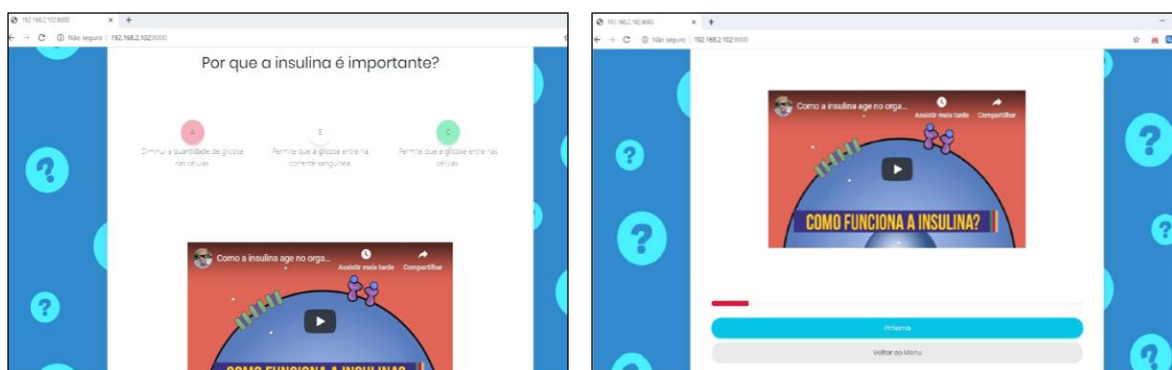 192.168.2.102:8000
Não seguro | 192.168.2.102:8000
Por que a insulina é importante?
A
B
C
Diminui a quantidade de glicose
nas células
Permite que a glicose entre na
corrente sanguínea
Permite que a glicose entre nas
células
Como a insulina age no orga...
Assistir mais tarde
Compartilhar
COMO FUNCIONA A INSULINA?
192.168.2.102:8000
Não seguro | 192.168.2.102:8000
Como a insulina age no orga...
Assistir mais tarde
Compartilhar
COMO FUNCIONA A INSULINA?
Próxima
Voltar ao Menu